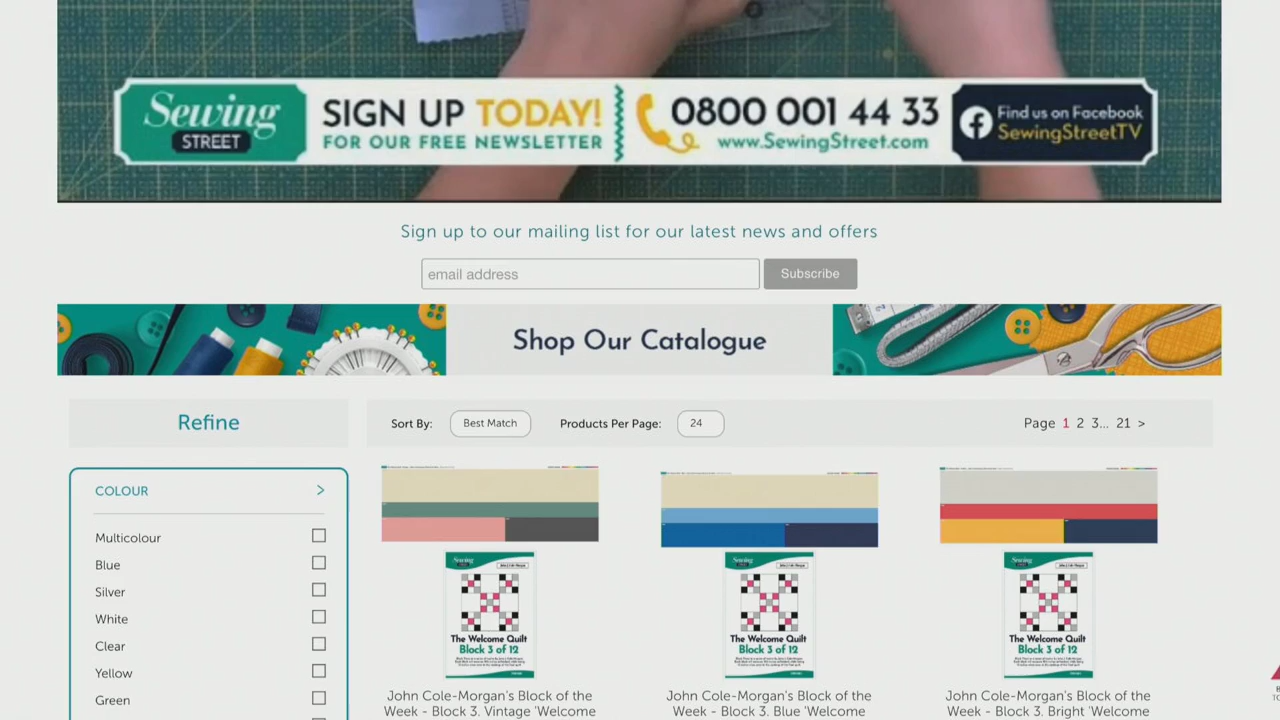 Sewing
STREET
SIGN UP TODAY!
FOR OUR FREE NEWSLETTER
0800 001 44 33
www.SewingStreet.com
Find us on Facebook
SewingStreetTV
Sign up to our mailing list for our latest news and offers
email address
Subscribe
Shop Our Catalogue
Refine
Sort By:
Best Match
Products Per Page:
24
Page 1 2 3... 21 >
COLOUR >
Multicolour
Blue
Silver
White
Clear
Yellow
Green
Sewing
The Welcome Quilt
Block 3 of 12
John Cole-Morgan's Block of the
Week - Block 3. Vintage 'Welcome
Sewing
The Welcome Quilt
Block 3 of 12
John Cole-Morgan's Block of the
Week - Block 3. Blue 'Welcome
Sewing
The Welcome Quilt
Block 3 of 12
John Cole-Morgan's Block of the
Week - Block 3. Bright 'Welcome